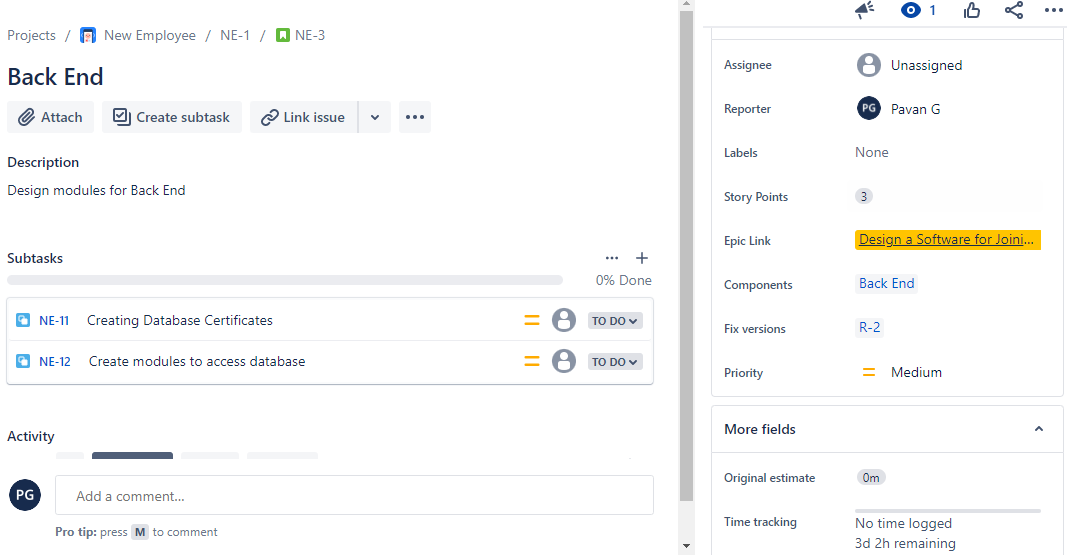 Projects / New Employee / NE-1 / NE-3
Back End
Attach
Create subtask
Link issue
Description
Design modules for Back End
Subtasks
0% Done
NE-11 Creating Database Certificates TO DO
NE-12 Create modules to access database TO DO
Activity
PG Add a comment...
Pro tip: press M to comment
1
Assignee Unassigned
Reporter PG Pavan G
Labels None
Story Points 3
Epic Link Design a Software for Joini...
Components Back End
Fix versions R-2
Priority Medium
More fields
Original estimate 0m
Time tracking No time logged
3d 2h remaining